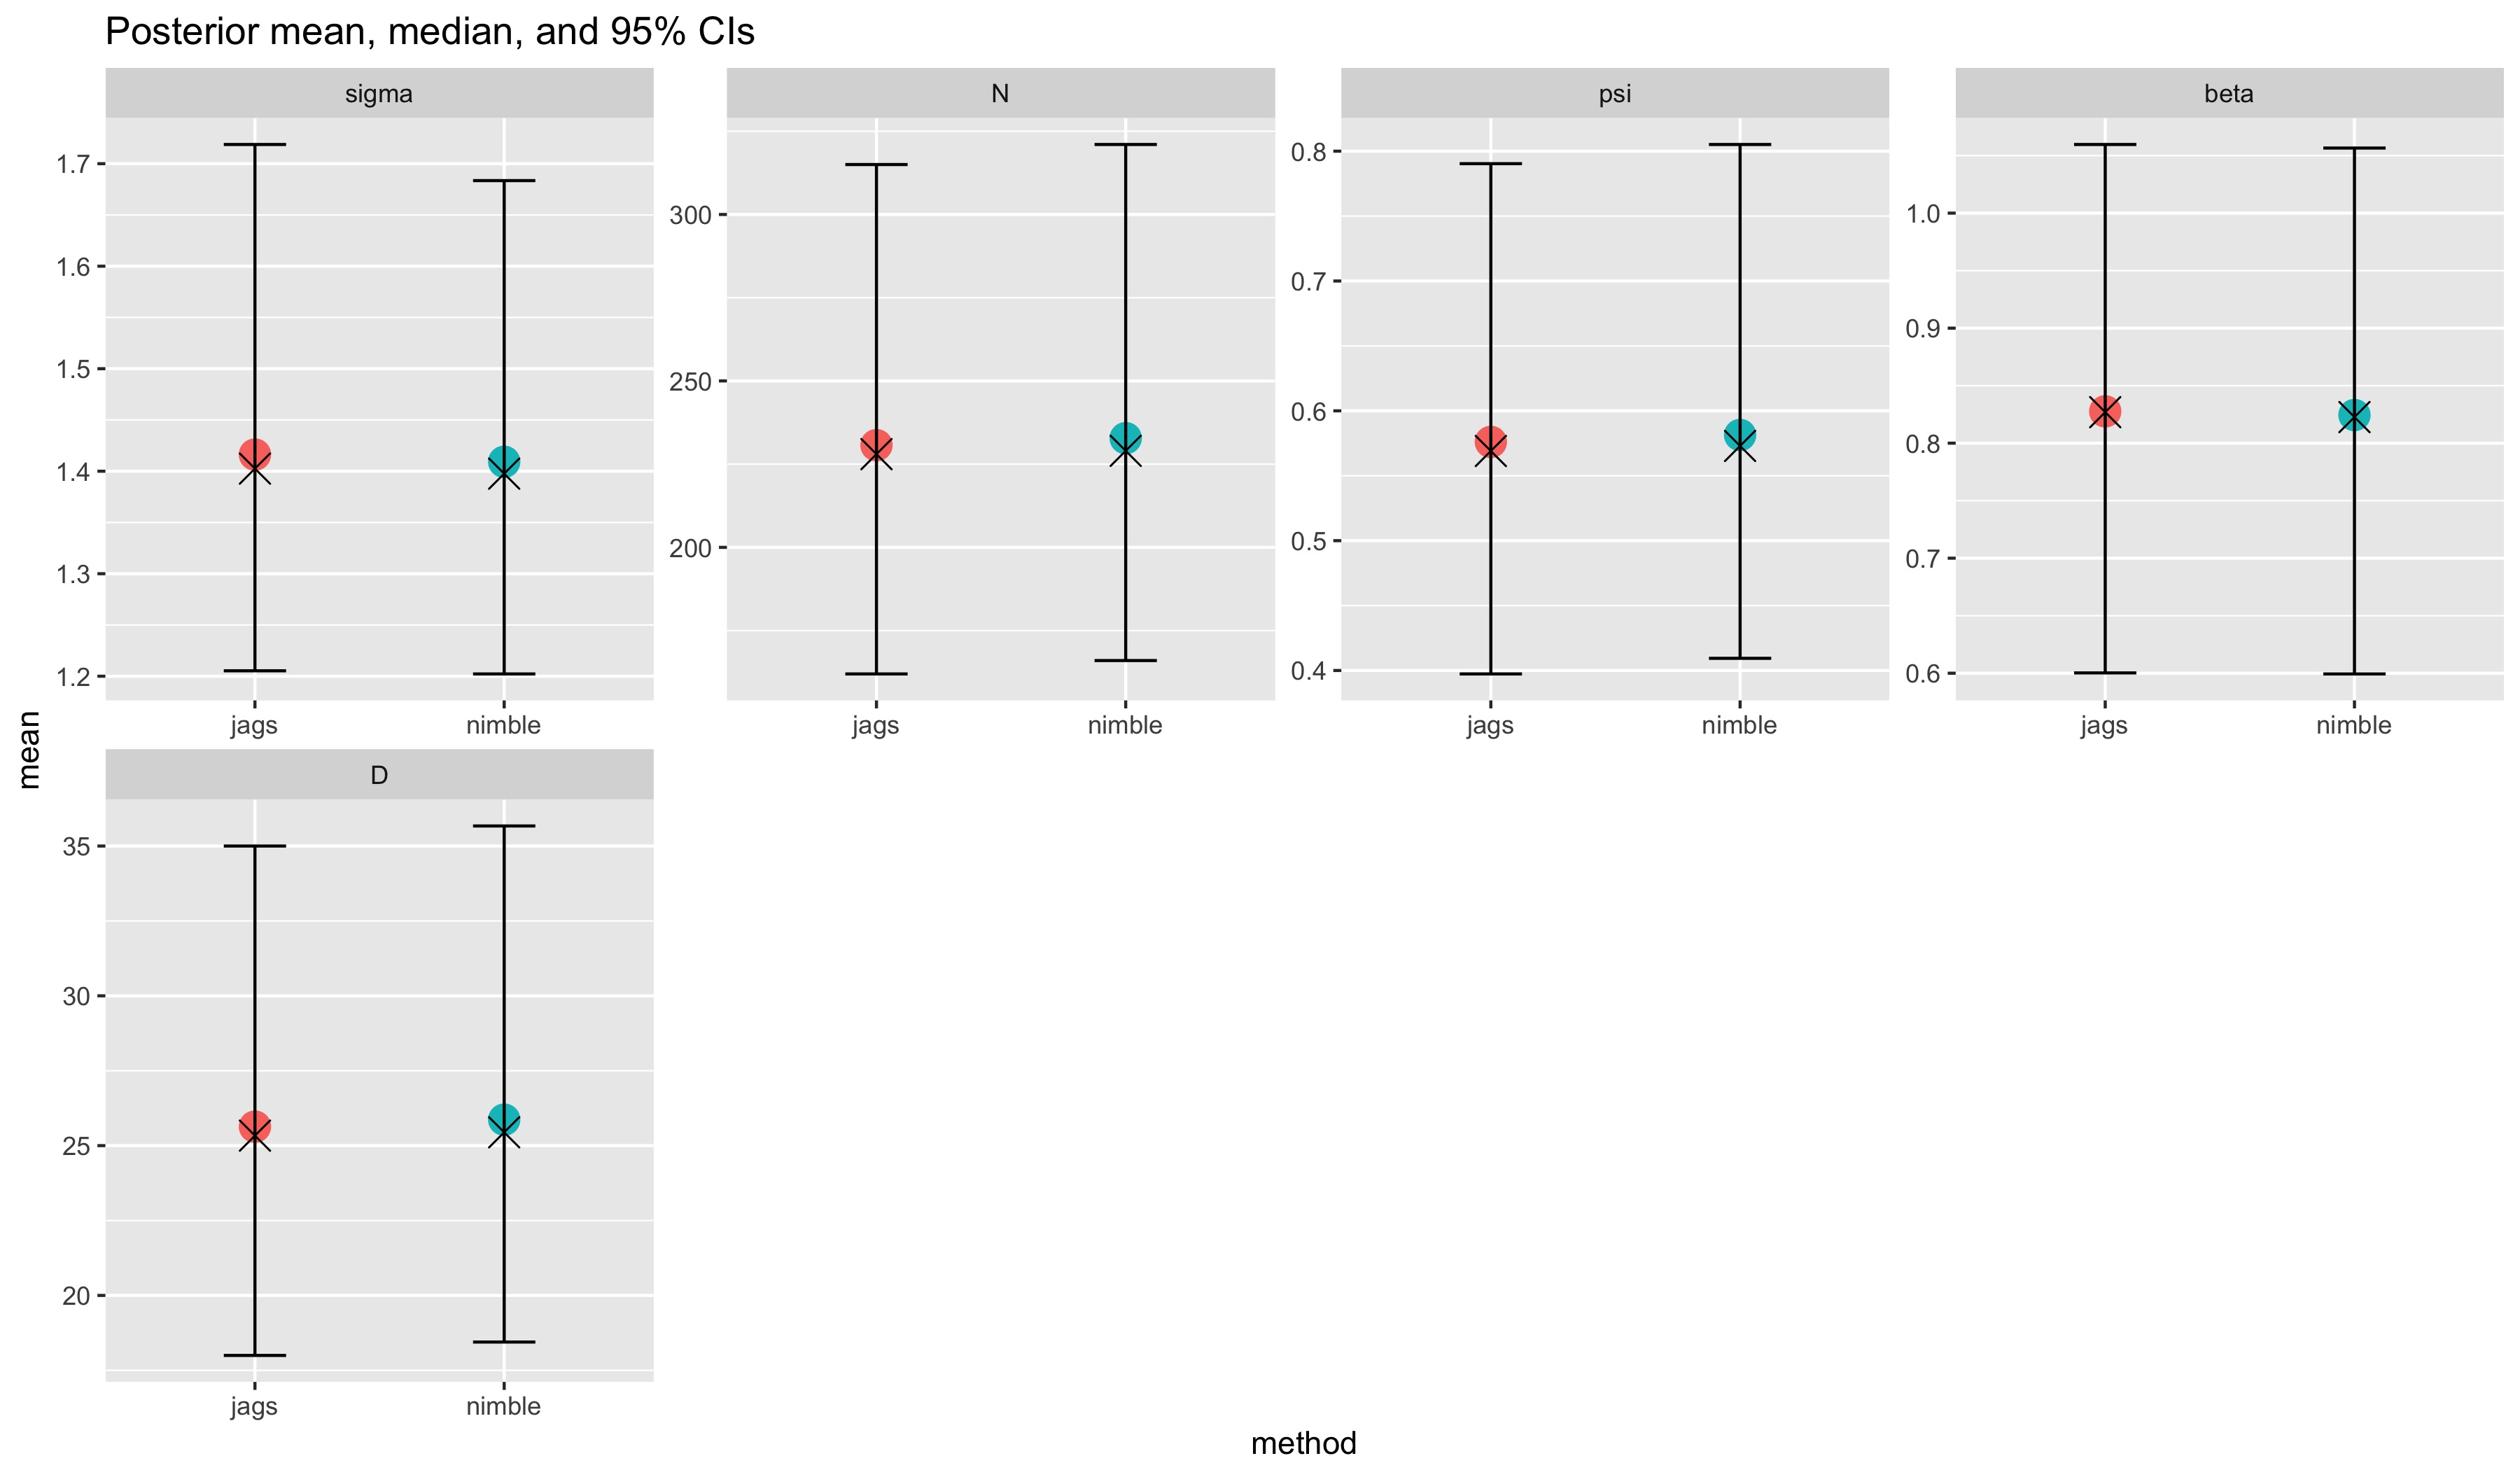 Posterior mean, median, and 95% CIs
sigma
N
psi
beta
1.7
1.6
1.5
1.4
1.3
1.2
300
250
200
0.8
0.7
0.6
0.5
0.4
1.0
0.9
0.8
0.7
0.6
jags
nimble
jags
nimble
jags
nimble
jags
nimble
mean
D
35
30
25
20
jags
nimble
method